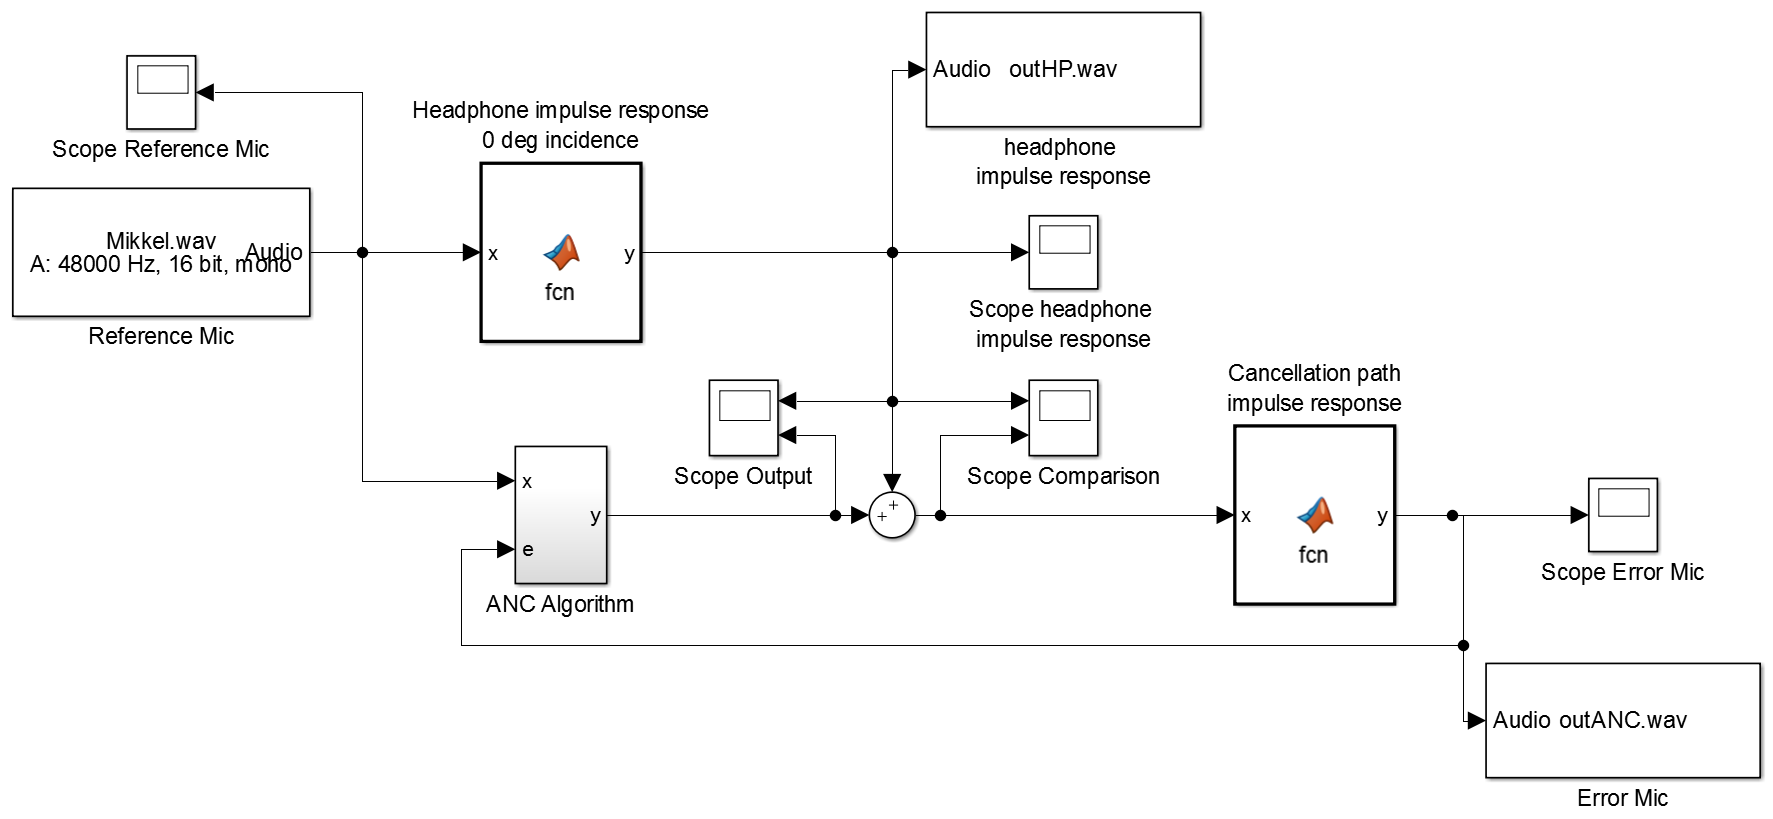 Audio outHP.wav
headphone
impulse response
Scope Reference Mic
Headphone impulse response
0 deg incidence
x
y
fcn
Mikkel.wav
Audio
A: 48000 Hz, 16 bit, mono
Reference Mic
Scope headphone
impulse response
Scope Output
Scope Comparison
Cancellation path
impulse response
x
y
fcn
x
y
e
ANC Algorithm
+
+
Scope Error Mic
Audio outANC.wav
Error Mic